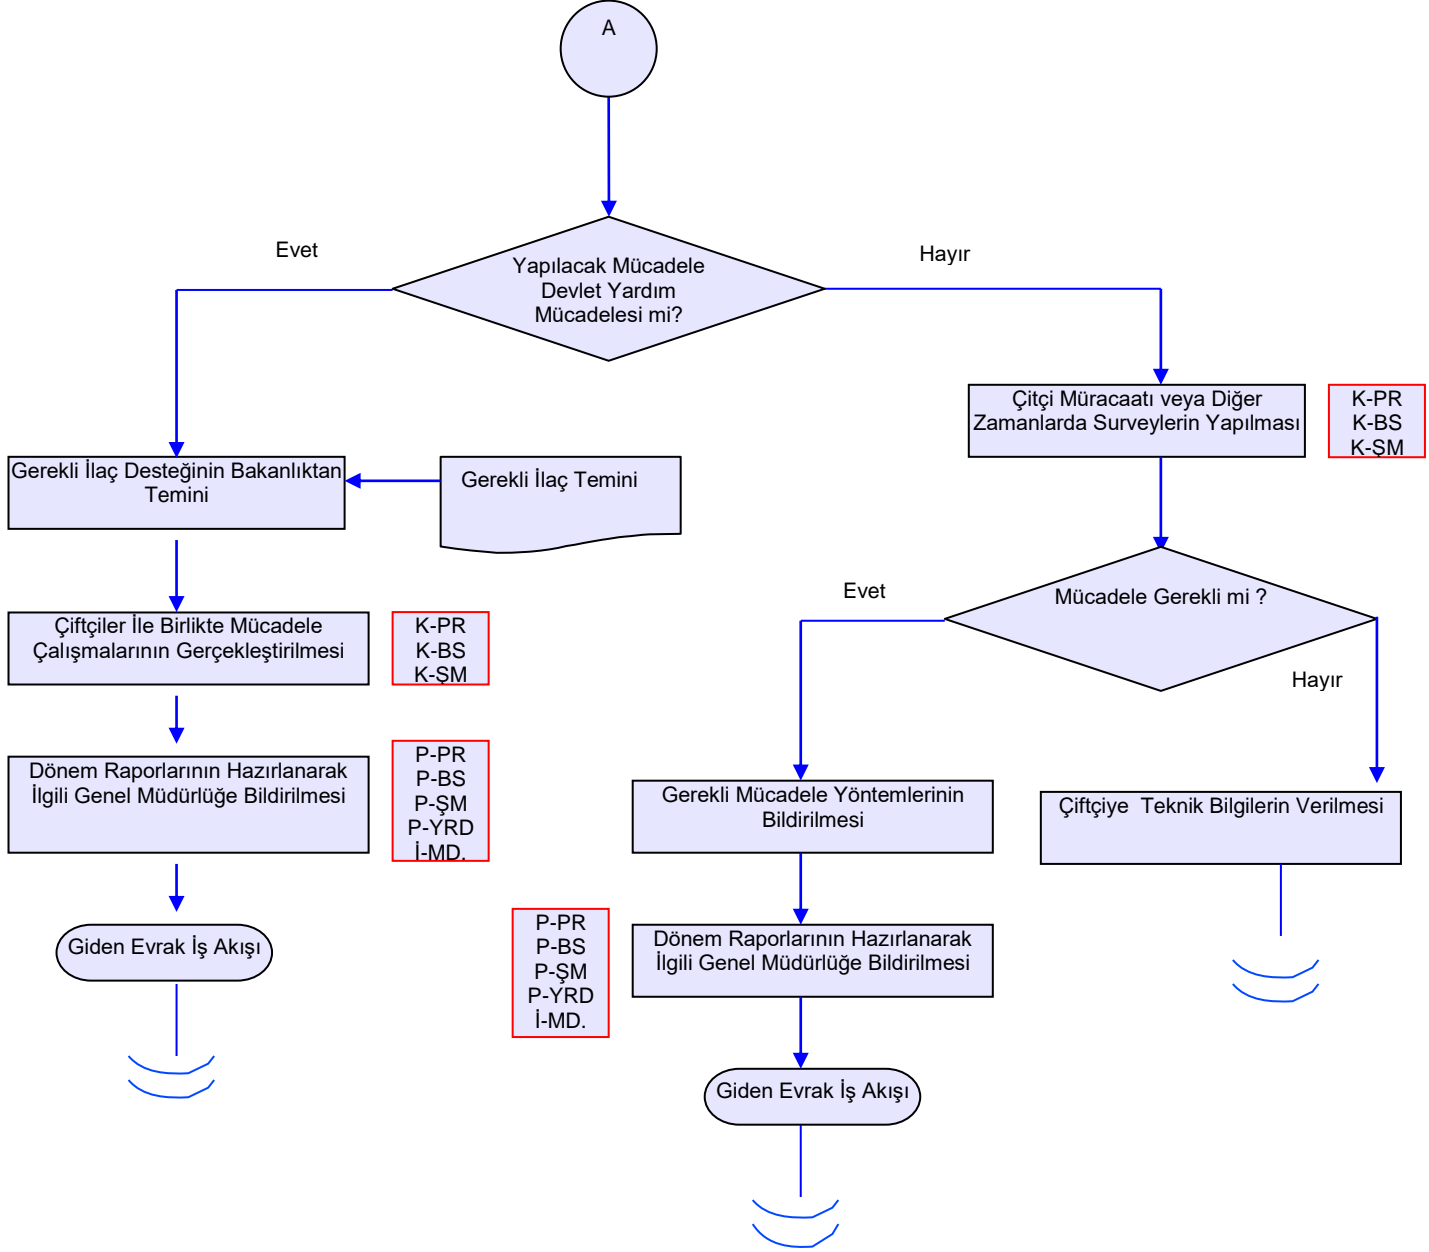 A
Evet
Hayır
Yapılacak Mücadele
Devlet Yardım
Mücadelesi mi?
Çitçi Müracaatı veya Diğer
Zamanlarda Surveylerin Yapılması
K-PR
K-BS
K-ŞM
Gerekli İlaç Desteğinin Bakanlıktan
Temini
Gerekli İlaç Temini
Evet
Mücadele Gerekli mi ?
Hayır
Çiftçiler İle Birlikte Mücadele
Çalışmalarının Gerçekleştirilmesi
K-PR
K-BS
K-ŞM
Dönem Raporlarının Hazırlanarak
İlgili Genel Müdürlüğe Bildirilmesi
P-PR
P-BS
P-ŞM
P-YRD
İ-MD.
Gerekli Mücadele Yöntemlerinin
Bildirilmesi
Çiftçiye  Teknik Bilgilerin Verilmesi
Giden Evrak İş Akışı
P-PR
P-BS
P-ŞM
P-YRD
İ-MD.
Dönem Raporlarının Hazırlanarak
İlgili Genel Müdürlüğe Bildirilmesi
Giden Evrak İş Akışı